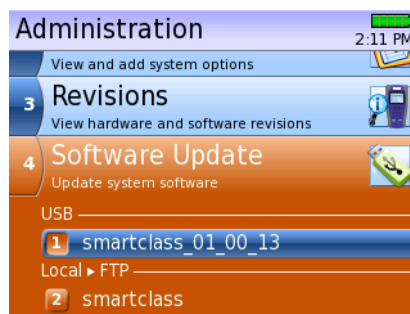 Administration
2:11 PM
View and add system options
3 Revisions
View hardware and software revisions
4 Software Update
Update system software
USB
1 smartclass_01_00_13
Local ▸ FTP
2 smartclass